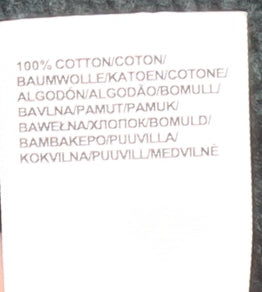 100% COTTON/COTON/
BAUMWOLLE/KATOEN/COTONE/
ALGODÓN/ALGODÃO/BOMULL/
BAVLNA/PAMUT/PAMUK/
BAWEŁNA/ХЛОПОК/BOMULD/
BAMBAKEPO/PUUVILLA/
KOKVILNA/PUUVILL/MEDVILNĖ